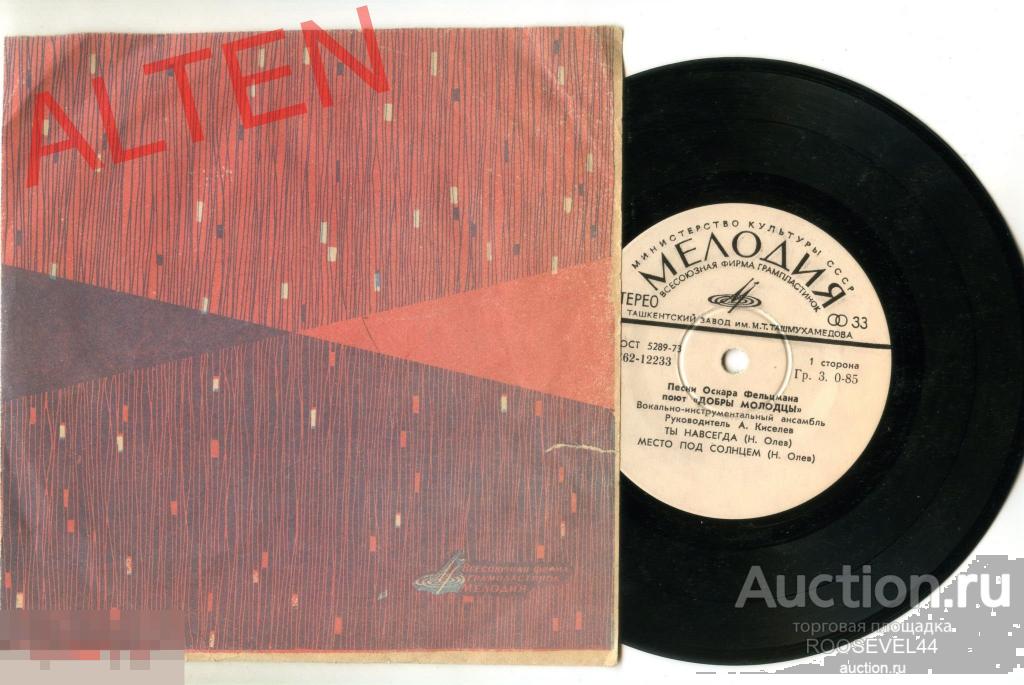 ALTEN
ВСЕСОЮЗНАЯ ФИРМА
ГРАМПЛАСТИНОК
МЕЛОДИЯ
МИНИСТЕРСТВО КУЛЬТУРЫ СССР
МЕЛОДИЯ
ВСЕСОЮЗНАЯ ФИРМА ГРАМПЛАСТИНОК
ТЕРЕО
33
ТАШКЕНТСКИЙ ЗАВОД ИМ. М.Т. ТАШМУХАМЕДОВА
ОСТ 5289-73
1 сторона
62-12233
Гр. 3. 0-85
Песни Оскара Фельцмана
поют «ДОБРЫ МОЛОДЦЫ»
Вокально-инструментальный ансамбль
Руководитель А. Киселев
ТЫ НАВСЕГДА (Н. Олев)
МЕСТО ПОД СОЛНЦЕМ (Н. Олев)
Auction.ru
торговая площадка
ROOSEVEL44
auction.ru